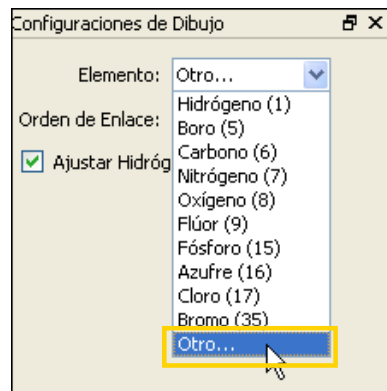 Configuraciones de Dibujo
Elemento: Otro...
Hidrógeno (1)
Orden de Enlace:
Boro (5)
Carbono (6)
Ajustar Hidróg
Nitrógeno (7)
Oxígeno (8)
Flúor (9)
Fósforo (15)
Azufre (16)
Cloro (17)
Bromo (35)
Otro...